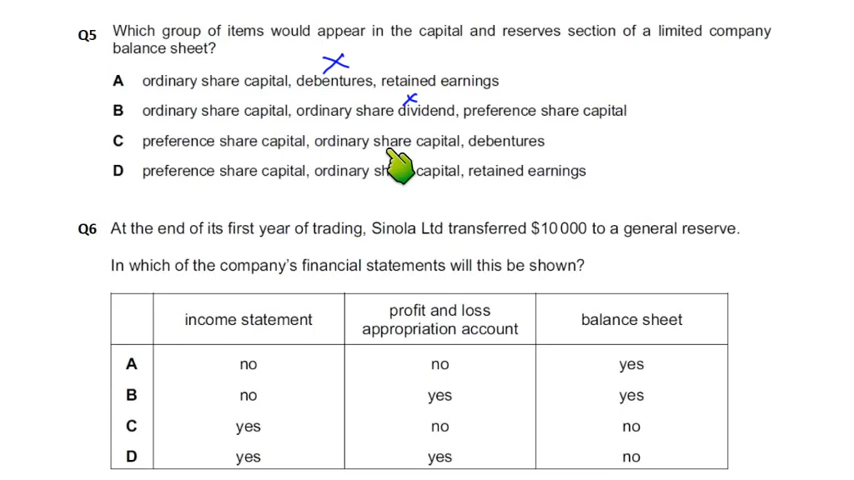 Q5 Which group of items would appear in the capital and reserves section of a limited company
balance sheet?
A ordinary share capital, debentures, retained earnings
B ordinary share capital, ordinary share dividend, preference share capital
C preference share capital, ordinary share capital, debentures
D preference share capital, ordinary sh capital, retained earnings
Q6 At the end of its first year of trading, Sinola Ltd transferred $10 000 to a general reserve.
In which of the company's financial statements will this be shown?
income statement profit and loss appropriation account balance sheet
A no no yes
B no yes yes
C yes no no
D yes yes no